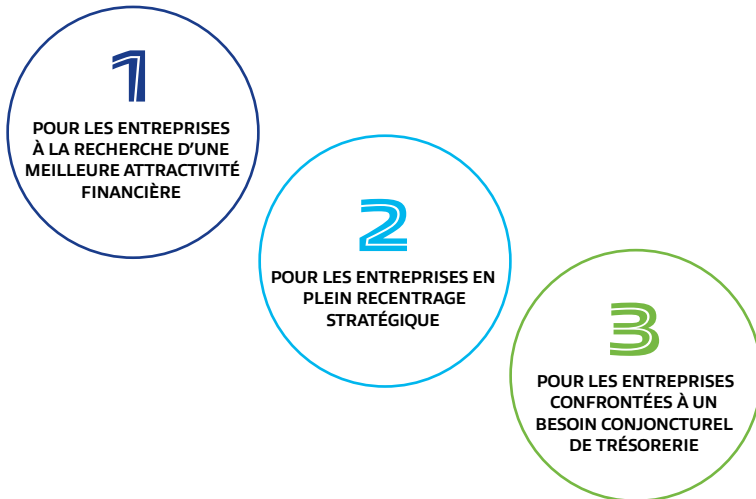 1
POUR LES ENTREPRISES
À LA RECHERCHE D'UNE
MEILLEURE ATTRACTIVITÉ
FINANCIÈRE
2
POUR LES ENTREPRISES EN
PLEIN RECENTRAGE
STRATÉGIQUE
3
POUR LES ENTREPRISES
CONFRONTÉES À UN
BESOIN CONJONCTUREL
DE TRÉSORERIE